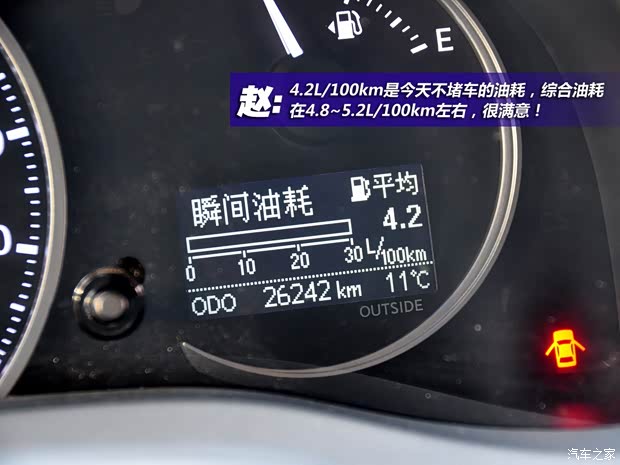 E
赵:
4.2L/100km是今天不堵车的油耗，综合油耗
在4.8~5.2L/100km左右，很满意！
瞬间油耗
平均
4.2
L/100km
0 10 20 30
ODO 26242 km 11℃
OUTSIDE
0
汽车之家